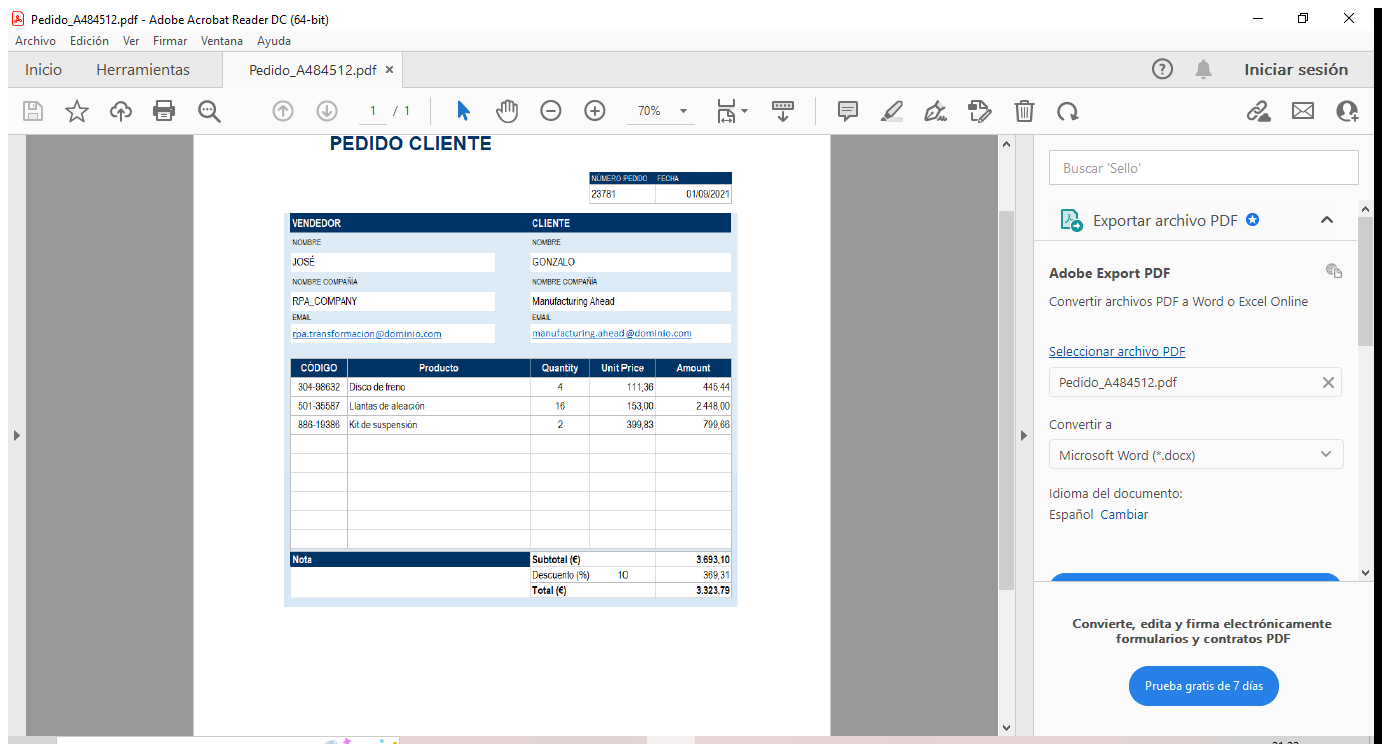 Pedido_A484512.pdf - Adobe Acrobat Reader DC (64-bit)
Archivo Edición Ver Firmar Ventana Ayuda
Inicio Herramientas Pedido_A484512.pdf × Iniciar sesión
1 / 1 70%
PEDIDO CLIENTE
NÚMERO PEDIDO FECHA
23781 01/09/2021
VENDEDOR CLIENTE
NOMBRE NOMBRE
JOSÉ GONZALO
NOMBRE COMPAÑÍA NOMBRE COMPAÑÍA
RPA_COMPANY Manufacturing Ahead
EMAIL EMAIL
rpa.transformacion@dominio.com manufacturing.ahead@dominio.com
CÓDIGO Producto Quantity Unit Price Amount
304-98632 Disco de freno 4 111,36 445,44
501-35587 Llantas de aleación 16 153,00 2.448,00
886-19386 Kit de suspensión 2 399,83 799,66
Nota Subtotal (€) 3.693,10
Descuento (%) 10 369,31
Total (€) 3.323,79
Buscar 'Sello'
Exportar archivo PDF
Adobe Export PDF
Convertir archivos PDF a Word o Excel Online
Seleccionar archivo PDF
Pedido_A484512.pdf
Convertir a
Microsoft Word (*.docx)
Idioma del documento:
Español Cambiar
Convierte, edita y firma electrónicamente
formularios y contratos PDF
Prueba gratis de 7 días